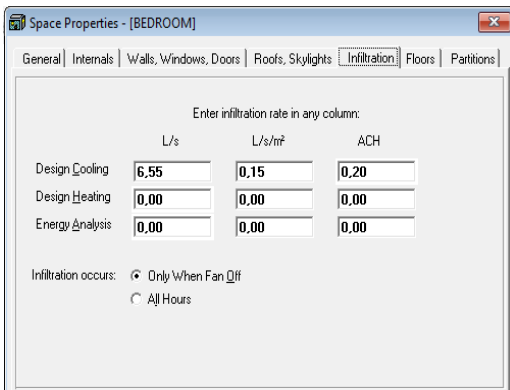 Space Properties - [BEDROOM]
General Internals Walls, Windows, Doors Roofs, Skylights Infiltration Floors Partitions
Enter infiltration rate in any column:
L/s L/s/m² ACH
Design Cooling 6,55 0,15 0,20
Design Heating 0,00 0,00 0,00
Energy Analysis 0,00 0,00 0,00
Infiltration occurs: Only When Fan Off
All Hours